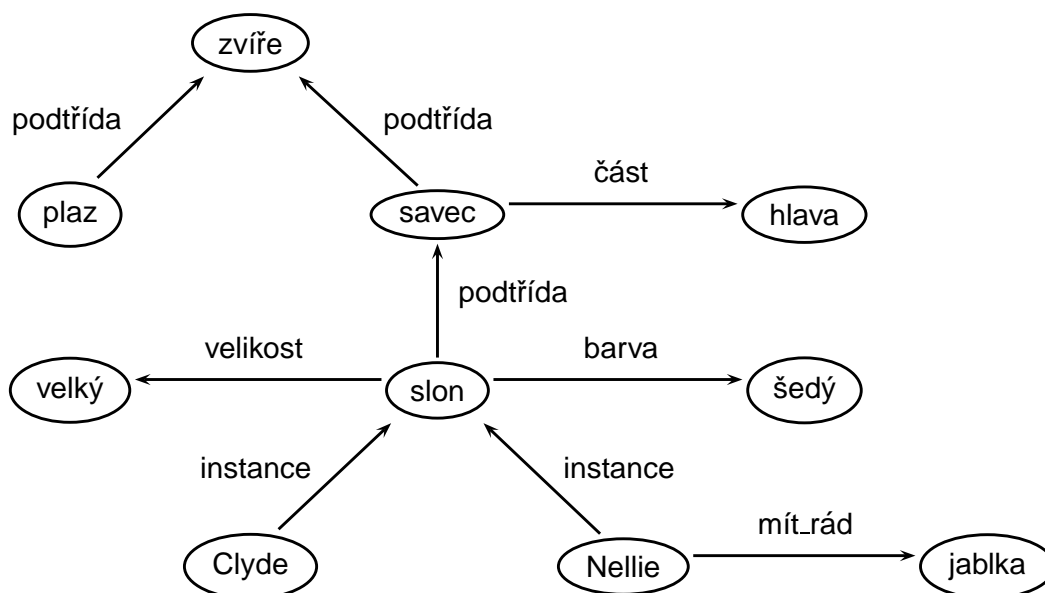 zvíře
podtřída podtřída
část
plaz savec hlava
podtřída
velikost barva
velký slon šedý
instance instance
mít_rád
Clyde Nellie jablka